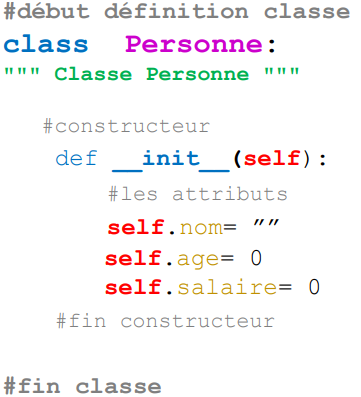 #début définition classe
class Personne:
""" Classe Personne """
#constructeur
def __init__(self):
#les attributs
self.nom= ””
self.age= 0
self.salaire= 0
#fin constructeur
#fin classe